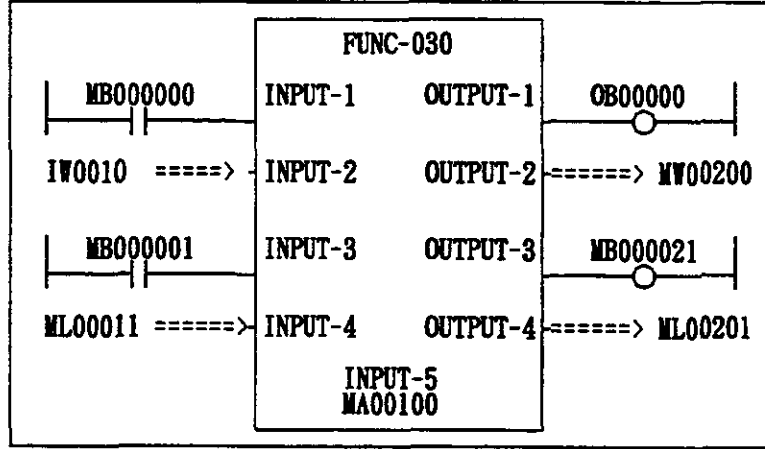 FUNC-030
MB000000 INPUT-1 OUTPUT-1 OB00000
IW0010 =====> INPUT-2 OUTPUT-2 ======> MW00200
MB000001 INPUT-3 OUTPUT-3 MB000021
ML00011 ======> INPUT-4 OUTPUT-4 ======> ML00201
INPUT-5
MA00100